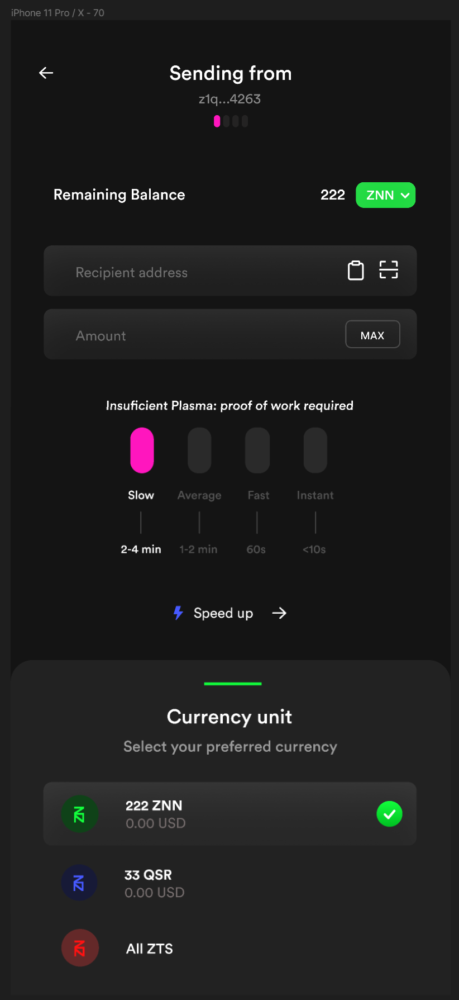 iPhone 11 Pro / X - 70
Sending from
z1q...4263
Remaining Balance 222 ZNN
Recipient address
Amount MAX
Insuficient Plasma: proof of work required
Slow Average Fast Instant
2-4 min 1-2 min 60s <10s
Speed up
Currency unit
Select your preferred currency
222 ZNN
0.00 USD
33 QSR
0.00 USD
All ZTS